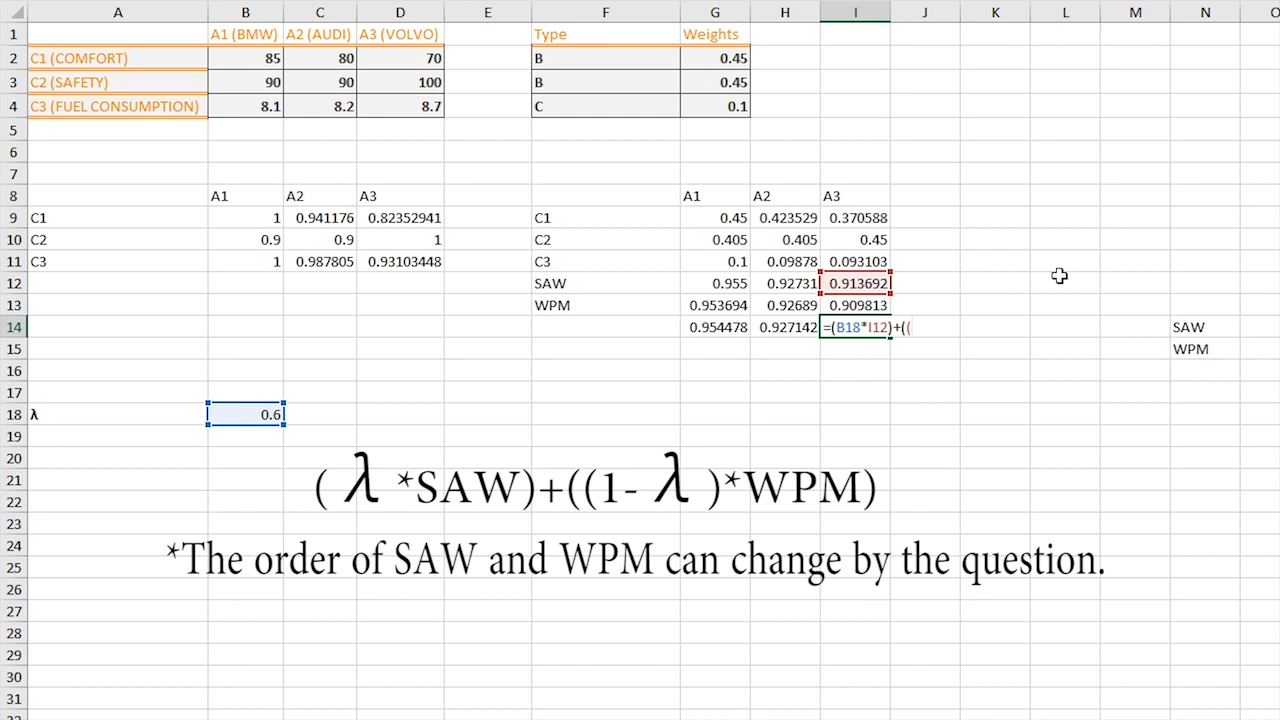 A B C D E F G H I J K L M N O
1 A1 (BMW) A2 (AUDI) A3 (VOLVO) Type Weights
2 C1 (COMFORT) 85 80 70 B 0.45
3 C2 (SAFETY) 90 90 100 B 0.45
4 C3 (FUEL CONSUMPTION) 8.1 8.2 8.7 C 0.1
5
6
7
8 A1 A2 A3 A1 A2 A3
9 C1 1 0.941176 0.82352941 C1 0.45 0.423529 0.370588
10 C2 0.9 0.9 1 C2 0.405 0.405 0.45
11 C3 1 0.987805 0.93103448 C3 0.1 0.09878 0.093103
12 SAW 0.955 0.92731 0.913692
13 WPM 0.953694 0.92689 0.909813
14 0.954478 0.927142 =(B18*I12)+(( SAW
15 WPM
16
17
18 λ 0.6
19
20
21 ( λ *SAW)+((1- λ )*WPM)
22
23
24 *The order of SAW and WPM can change by the question.
25
26
27
28
29
30
31